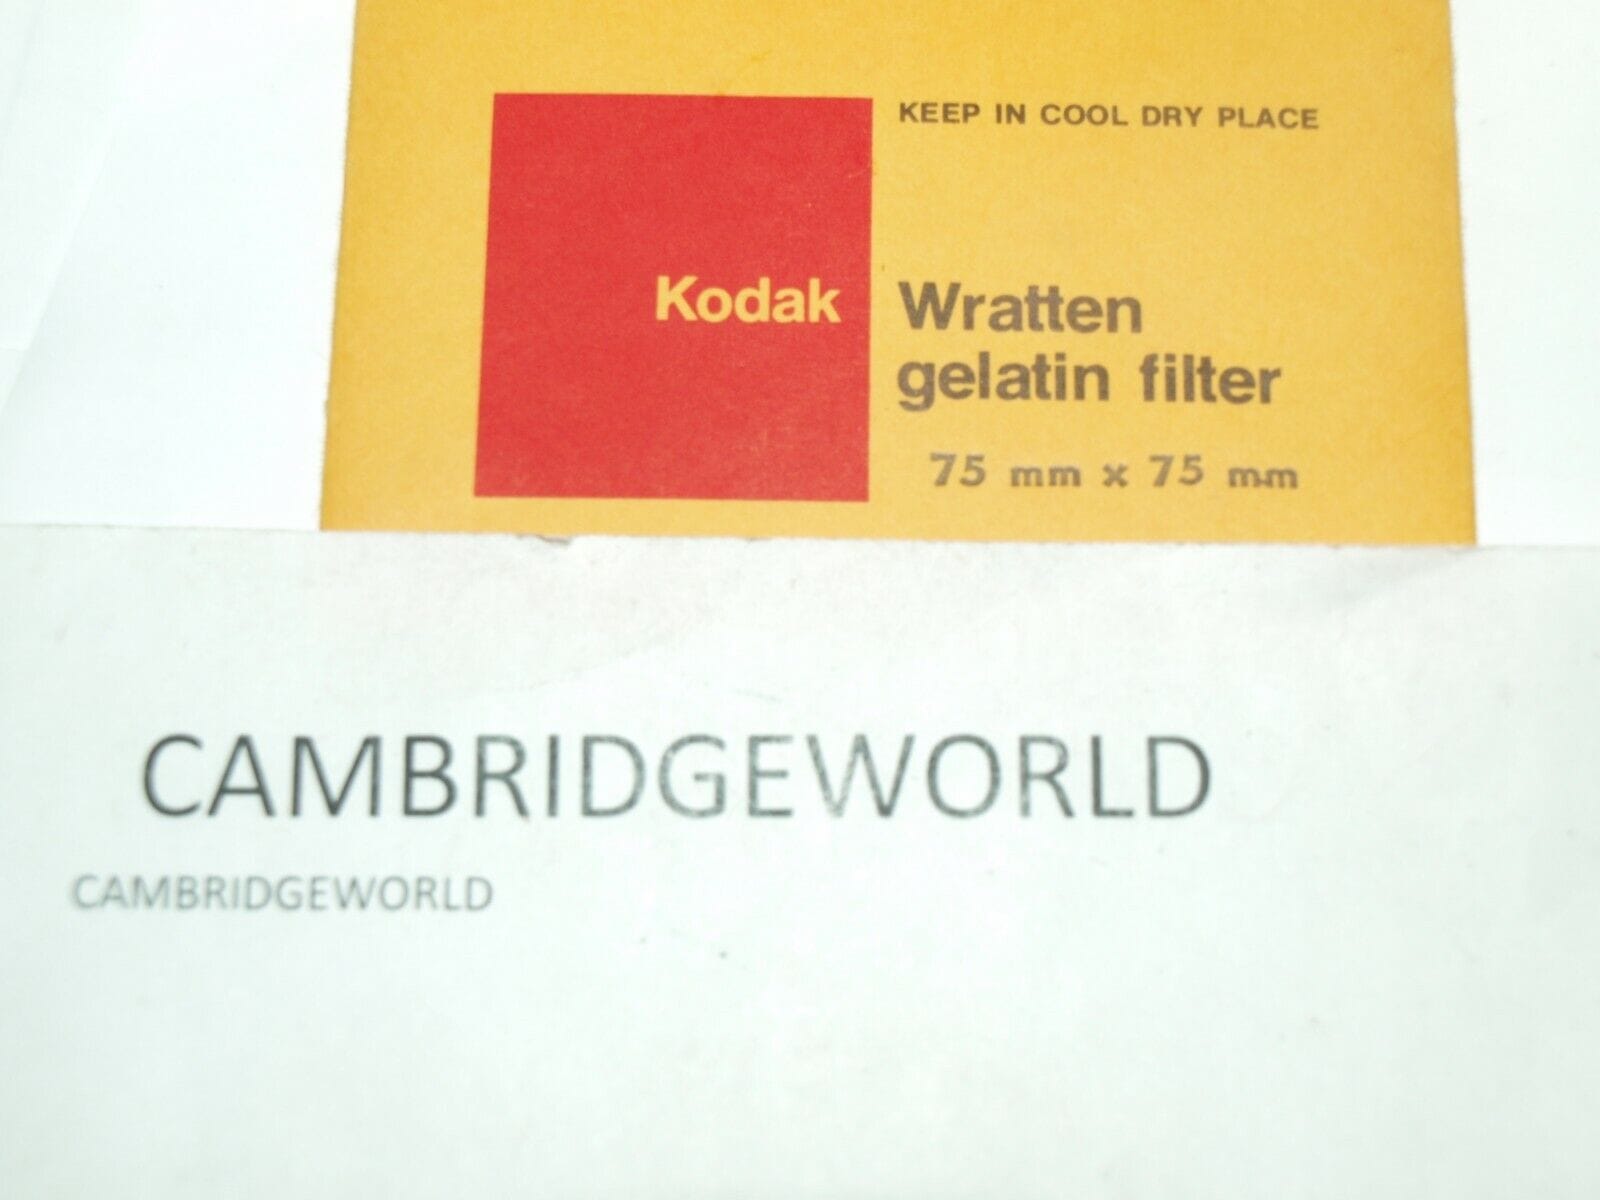 KEEP IN COOL DRY PLACE
Kodak
Wratten
gelatin filter
75 mm x 75 mm
CAMBRIDGEWORLD
CAMBRIDGEWORLD